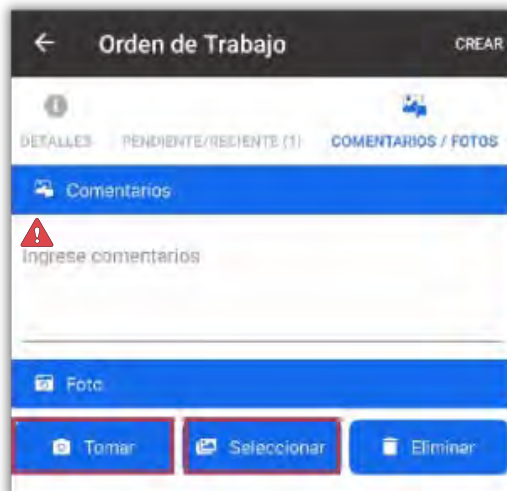 Orden de Trabajo CREAR
DETALLES PENDIENTE/RECIENTE (1) COMENTARIOS / FOTOS
Comentarios
Ingrese comentarios
Foto
Tomar Seleccionar Eliminar